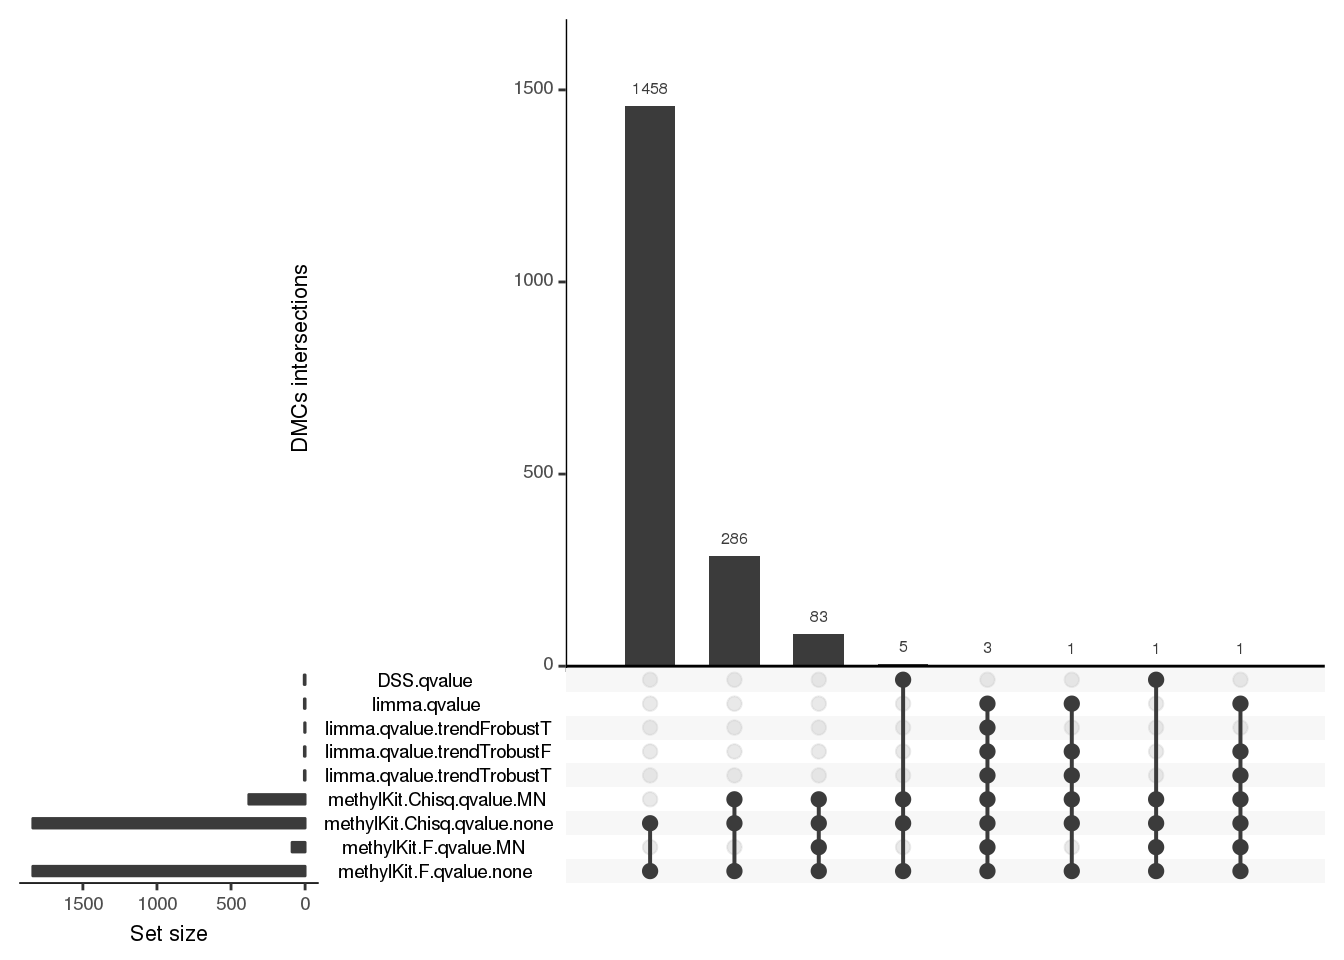 DMCs intersections
1500
1000
500
0
1458
286
83
5
3
1
1
1
DSS.qvalue
limma.qvalue
limma.qvalue.trendFrobustT
limma.qvalue.trendTrobustF
limma.qvalue.trendTrobustT
methylKit.Chisq.qvalue.MN
methylKit.Chisq.qvalue.none
methylKit.F.qvalue.MN
methylKit.F.qvalue.none
1500 1000 500 0
Set size